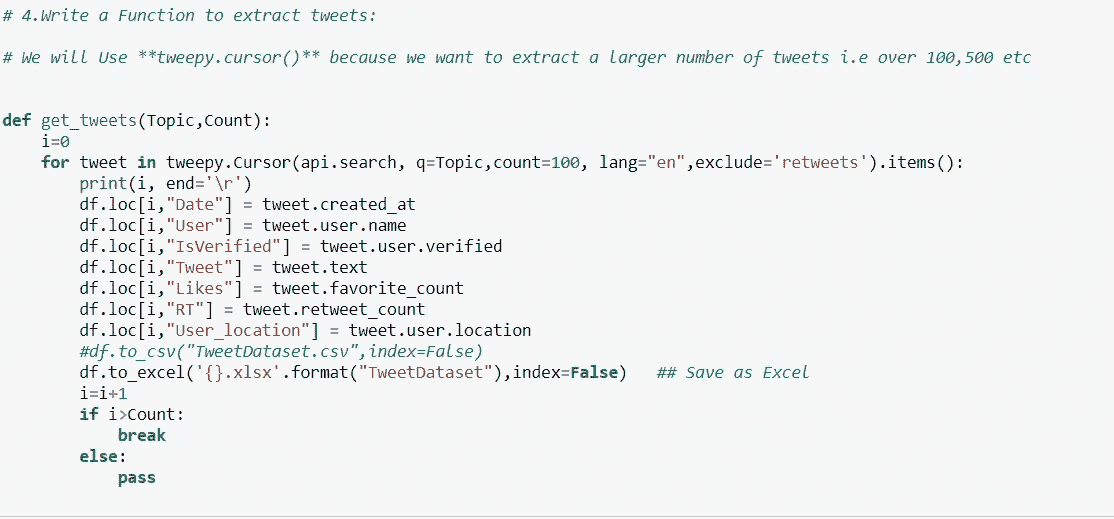 # 4.Write a Function to extract tweets:
# We will Use **tweepy.cursor()** because we want to extract a larger number of tweets i.e over 100,500 etc
def get_tweets(Topic,Count):
    i=0
    for tweet in tweepy.Cursor(api.search, q=Topic,count=100, lang="en",exclude='retweets').items():
        print(i, end='\r')
        df.loc[i,"Date"] = tweet.created_at
        df.loc[i,"User"] = tweet.user.name
        df.loc[i,"IsVerified"] = tweet.user.verified
        df.loc[i,"Tweet"] = tweet.text
        df.loc[i,"Likes"] = tweet.favorite_count
        df.loc[i,"RT"] = tweet.retweet_count
        df.loc[i,"User_location"] = tweet.user.location
        #df.to_csv("TweetDataset.csv",index=False)
        df.to_excel('{}.xlsx'.format("TweetDataset"),index=False)   ## Save as Excel
        i=i+1
        if i>Count:
            break
        else:
            pass